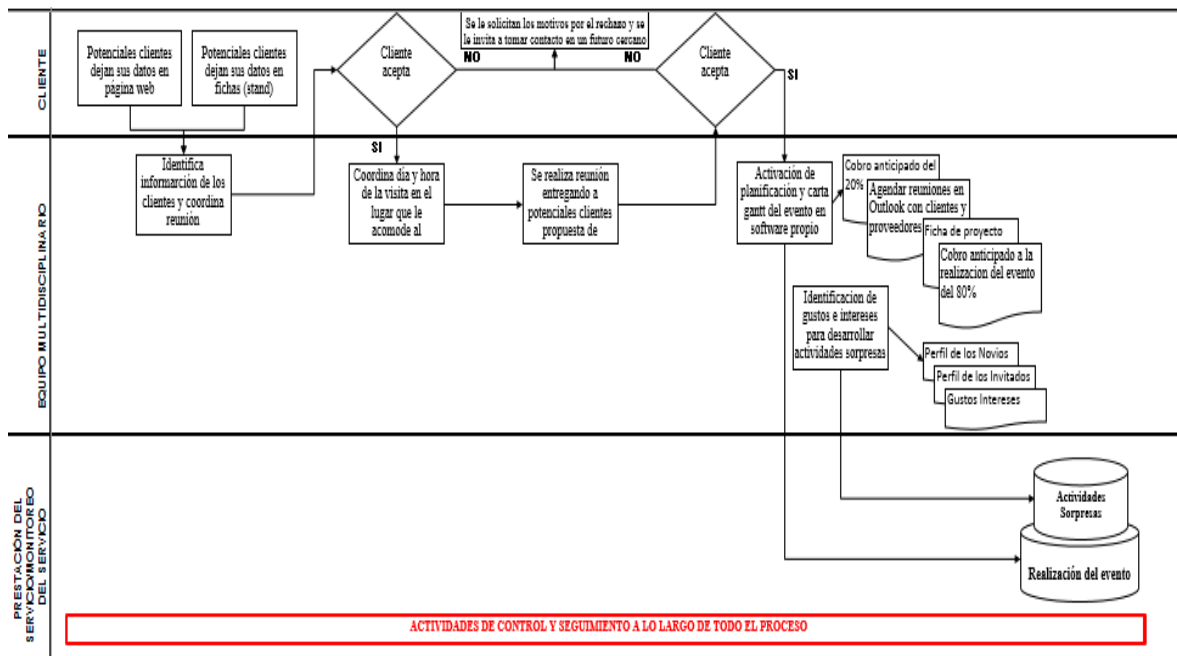 CLIENTE
Potenciales clientes
dejan sus datos en
página web
Potenciales clientes
dejan sus datos en
fichas (stand)
Cliente
acepta
NO
Se le solicitan los motivos por el rechazo y se
le invita a tomar contacto en un futuro cercano
NO
Cliente
acepta
SI
SI
EQUIPO MULTIDISCIPLINARIO
Identifica
información de los
clientes y coordina
reunión
Coordina día y hora
de la visita en el
lugar que le
acomode al
Se realiza reunión
entregando a
potenciales clientes
propuesta de
Activación de
planificación y carta
gantt del evento en
software propio
Cobro anticipado del
20%
Agendar reuniones en
Outlook con clientes y
proveedores
Ficha de proyecto
Cobro anticipado a la
realizacion del evento
del 80%
Identificacion de
gustos e intereses
para desarrollar
actividades sorpresas
Perfil de los Novios
Perfil de los Invitados
Gustos Intereses
PRESTACIÓN DEL
SERVICIO/MONITOREO
DEL SERVICIO
Actividades
Sorpresas
Realización del evento
ACTIVIDADES DE CONTROL Y SEGUIMIENTO A LO LARGO DE TODO EL PROCESO